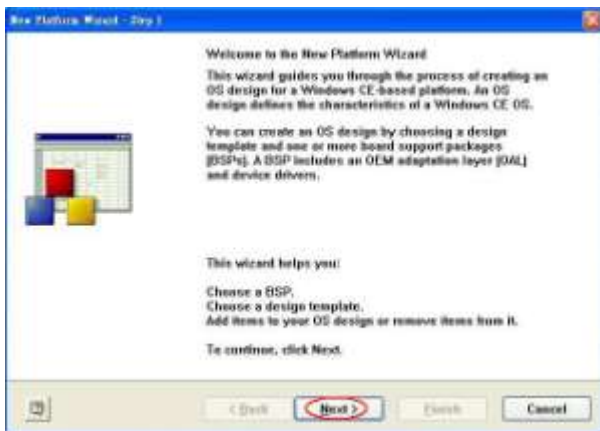 New Platform Wizard - Step 1
Welcome to the New Platform Wizard
This wizard guides you through the process of creating an
OS design for a Windows CE-based platform. An OS
design defines the characteristics of a Windows CE OS.
You can create an OS design by choosing a design
template and one or more board support packages
(BSPs). A BSP includes an OEM adaptation layer (OAL)
and device drivers.
This wizard helps you:
Choose a BSP.
Choose a design template.
Add items to your OS design or remove items from it.
To continue, click Next.
< Back
Next >
Finish
Cancel